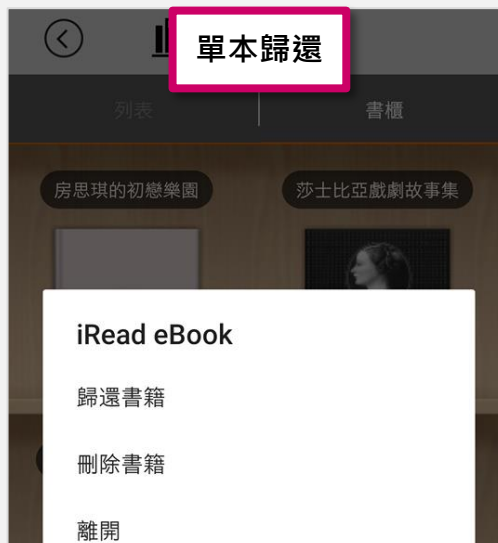 單本歸還
列表
書櫃
房思琪的初戀樂園
莎士比亞戲劇故事集
iRead eBook
歸還書籍
刪除書籍
離開